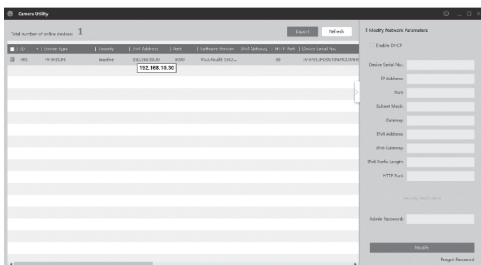 Camera Utility
Total number of online devices: 1
Export
Refresh
ID
Device Type
Security
IPv4 Address
Port
Software Version
IPv4 Gateway
HTTP Port
Device Serial No.
001
Inactive
8000
80
192.168.10.30
Modify Network Parameters
Enable DHCP
Device Serial No.:
IP Address:
Port:
Subnet Mask:
Gateway:
IPv6 Address:
IPv6 Gateway:
IPv6 Prefix Length:
HTTP Port:
Admin Password:
Modify
Forgot Password